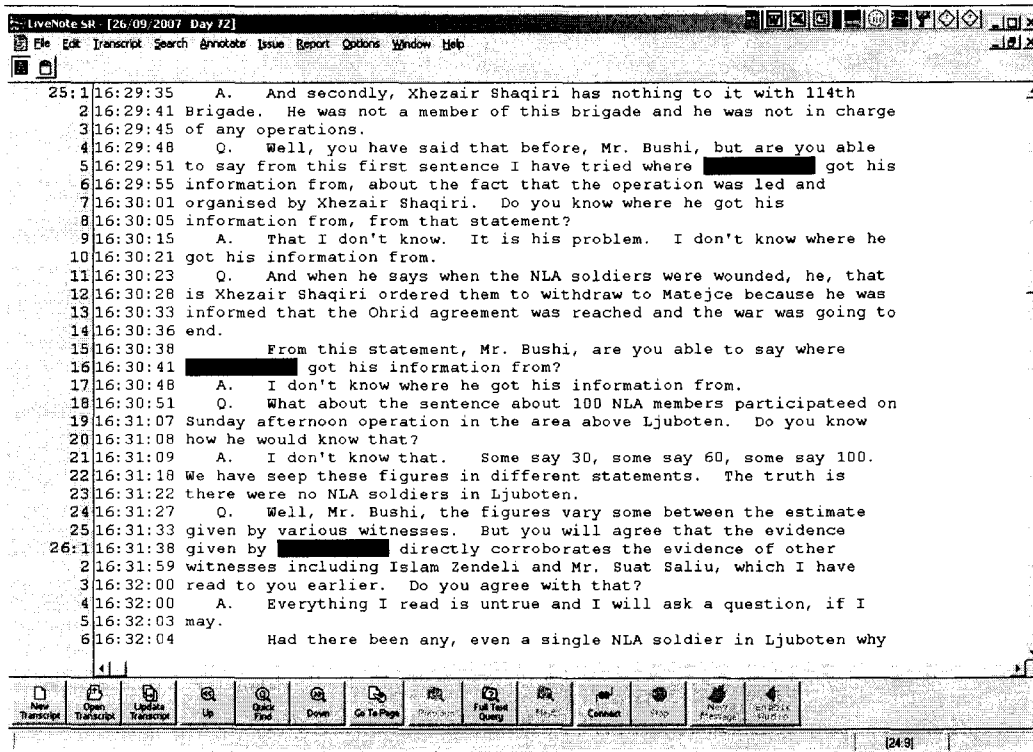 LiveNote SR - [26/09/2007 Day 72]
File Edit Transcript Search Annotate Issue Report Options Window Help
25:1 16:29:35 A. And secondly, Xhezair Shaqiri has nothing to it with 114th
2 16:29:41 Brigade. He was not a member of this brigade and he was not in charge
3 16:29:45 of any operations.
4 16:29:48 Q. Well, you have said that before, Mr. Bushi, but are you able
5 16:29:51 to say from this first sentence I have tried where got his
6 16:29:55 information from, about the fact that the operation was led and
7 16:30:01 organised by Xhezair Shaqiri. Do you know where he got his
8 16:30:05 information from, from that statement?
9 16:30:15 A. That I don't know. It is his problem. I don't know where he
10 16:30:21 got his information from.
11 16:30:23 Q. And when he says when the NLA soldiers were wounded, he, that
12 16:30:28 is Xhezair Shaqiri ordered them to withdraw to Matejce because he was
13 16:30:33 informed that the Ohrid agreement was reached and the war was going to
14 16:30:36 end.
15 16:30:38 From this statement, Mr. Bushi, are you able to say where
16 16:30:41 got his information from?
17 16:30:48 A. I don't know where he got his information from.
18 16:30:51 Q. What about the sentence about 100 NLA members participateed on
19 16:31:07 Sunday afternoon operation in the area above Ljuboten. Do you know
20 16:31:08 how he would know that?
21 16:31:09 A. I don't know that. Some say 30, some say 60, some say 100.
22 16:31:18 We have seep these figures in different statements. The truth is
23 16:31:22 there were no NLA soldiers in Ljuboten.
24 16:31:27 Q. Well, Mr. Bushi, the figures vary some between the estimate
25 16:31:33 given by various witnesses. But you will agree that the evidence
26:1 16:31:38 given by directly corroborates the evidence of other
2 16:31:59 witnesses including Islam Zendeli and Mr. Suat Saliu, which I have
3 16:32:00 read to you earlier. Do you agree with that?
4 16:32:00 A. Everything I read is untrue and I will ask a question, if I
5 16:32:03 may.
6 16:32:04 Had there been any, even a single NLA soldier in Ljuboten why
New Transcript Open Transcript Update Transcript Up Quick Find Down Go To Page Full Text Query Connect Stop
[24:9]